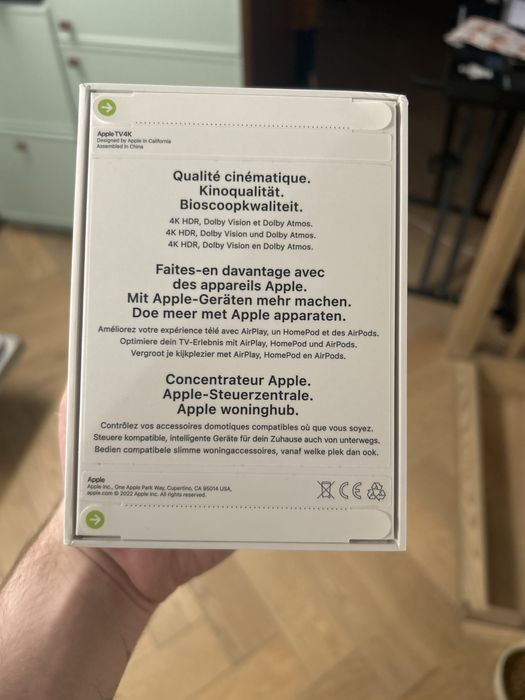 Apple TV4K
Designed by Apple in California
Assembled in China
Qualité cinématique.
Kinoqualität.
Bioscoopkwaliteit.
4K HDR, Dolby Vision et Dolby Atmos.
4K HDR, Dolby Vision und Dolby Atmos.
4K HDR, Dolby Vision en Dolby Atmos.
Faites-en davantage avec
des appareils Apple.
Mit Apple-Geräten mehr machen.
Doe meer met Apple apparaten.
Améliorez votre expérience télé avec AirPlay, un HomePod et des AirPods.
Optimiere dein TV-Erlebnis mit AirPlay, HomePod und AirPods.
Vergroot je kijkplezier met AirPlay, HomePod en AirPods.
Concentrateur Apple.
Apple-Steuerzentrale.
Apple woninghub.
Contrôlez vos accessoires domotiques compatibles où que vous soyez.
Steuere kompatible, intelligente Geräte für dein Zuhause auch von unterwegs.
Bedien compatibele slimme woningaccessoires, vanaf welke plek dan ook.
Apple
Apple Inc., One Apple Park Way, Cupertino, CA 95014 USA,
apple.com © 2022 Apple Inc. All rights reserved.
CE